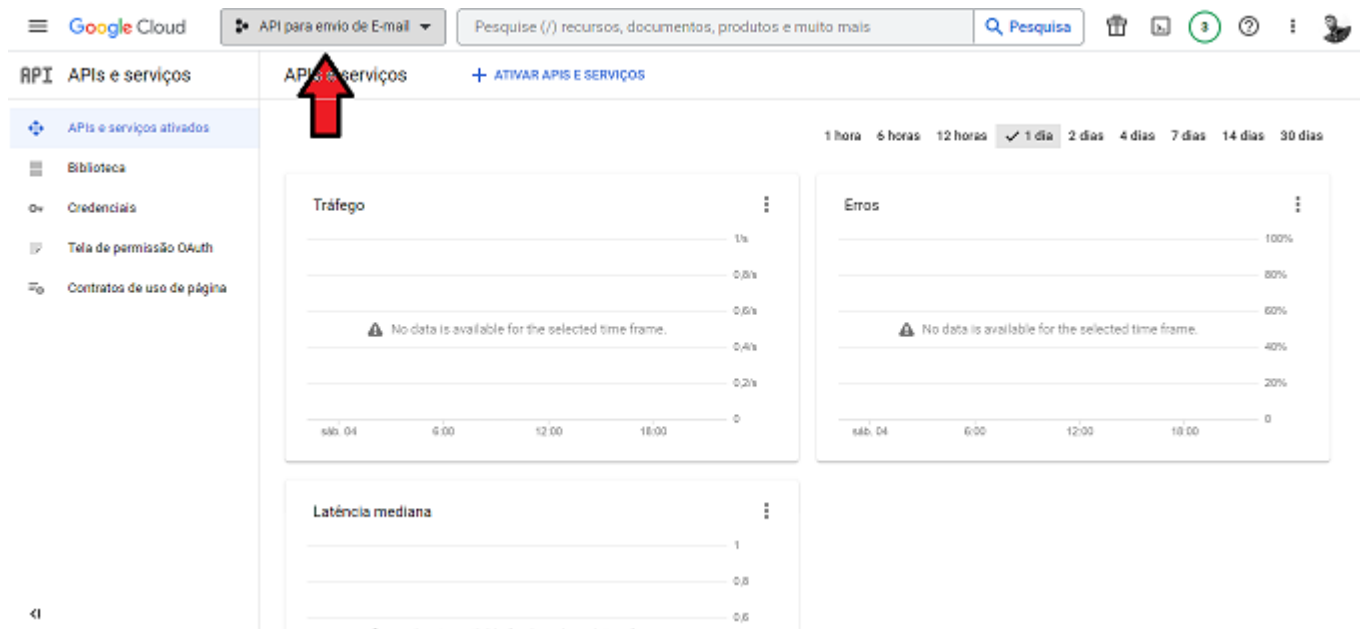 Google Cloud
API para envio de E-mail
Pesquise (/) recursos, documentos, produtos e muito mais
Pesquisa
3
API APIs e serviços
APIs e serviços
ATIVAR APIS E SERVIÇOS
APIs e serviços ativados
Biblioteca
Credenciais
Tela de permissão OAuth
Contratos de uso de página
1 hora 6 horas 12 horas 1 dia 2 dias 4 dias 7 dias 14 dias 30 dias
Tráfego
1/s
0,8/s
0,6/s
No data is available for the selected time frame.
0,4/s
0,2/s
0
sáb. 04 6:00 12:00 18:00
Erros
100%
80%
60%
No data is available for the selected time frame.
40%
20%
0
sáb. 04 6:00 12:00 18:00
Latência mediana
1
0,8
0,6